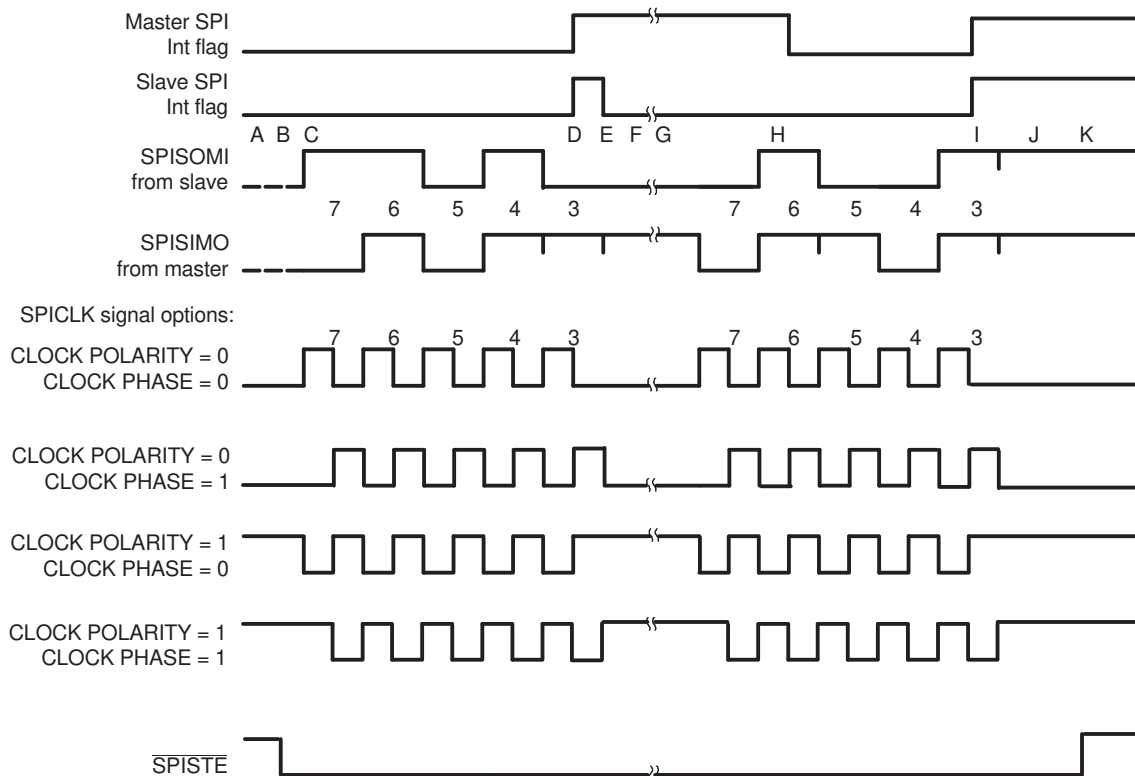 Master SPI
Int flag
Slave SPI
Int flag
A B C D E F G H I J K
SPISOMI
from slave
7 6 5 4 3 7 6 5 4 3
SPISIMO
from master
SPICLK signal options:
7 6 5 4 3 7 6 5 4 3
CLOCK POLARITY = 0
CLOCK PHASE = 0
CLOCK POLARITY = 0
CLOCK PHASE = 1
CLOCK POLARITY = 1
CLOCK PHASE = 0
CLOCK POLARITY = 1
CLOCK PHASE = 1
SPISTE